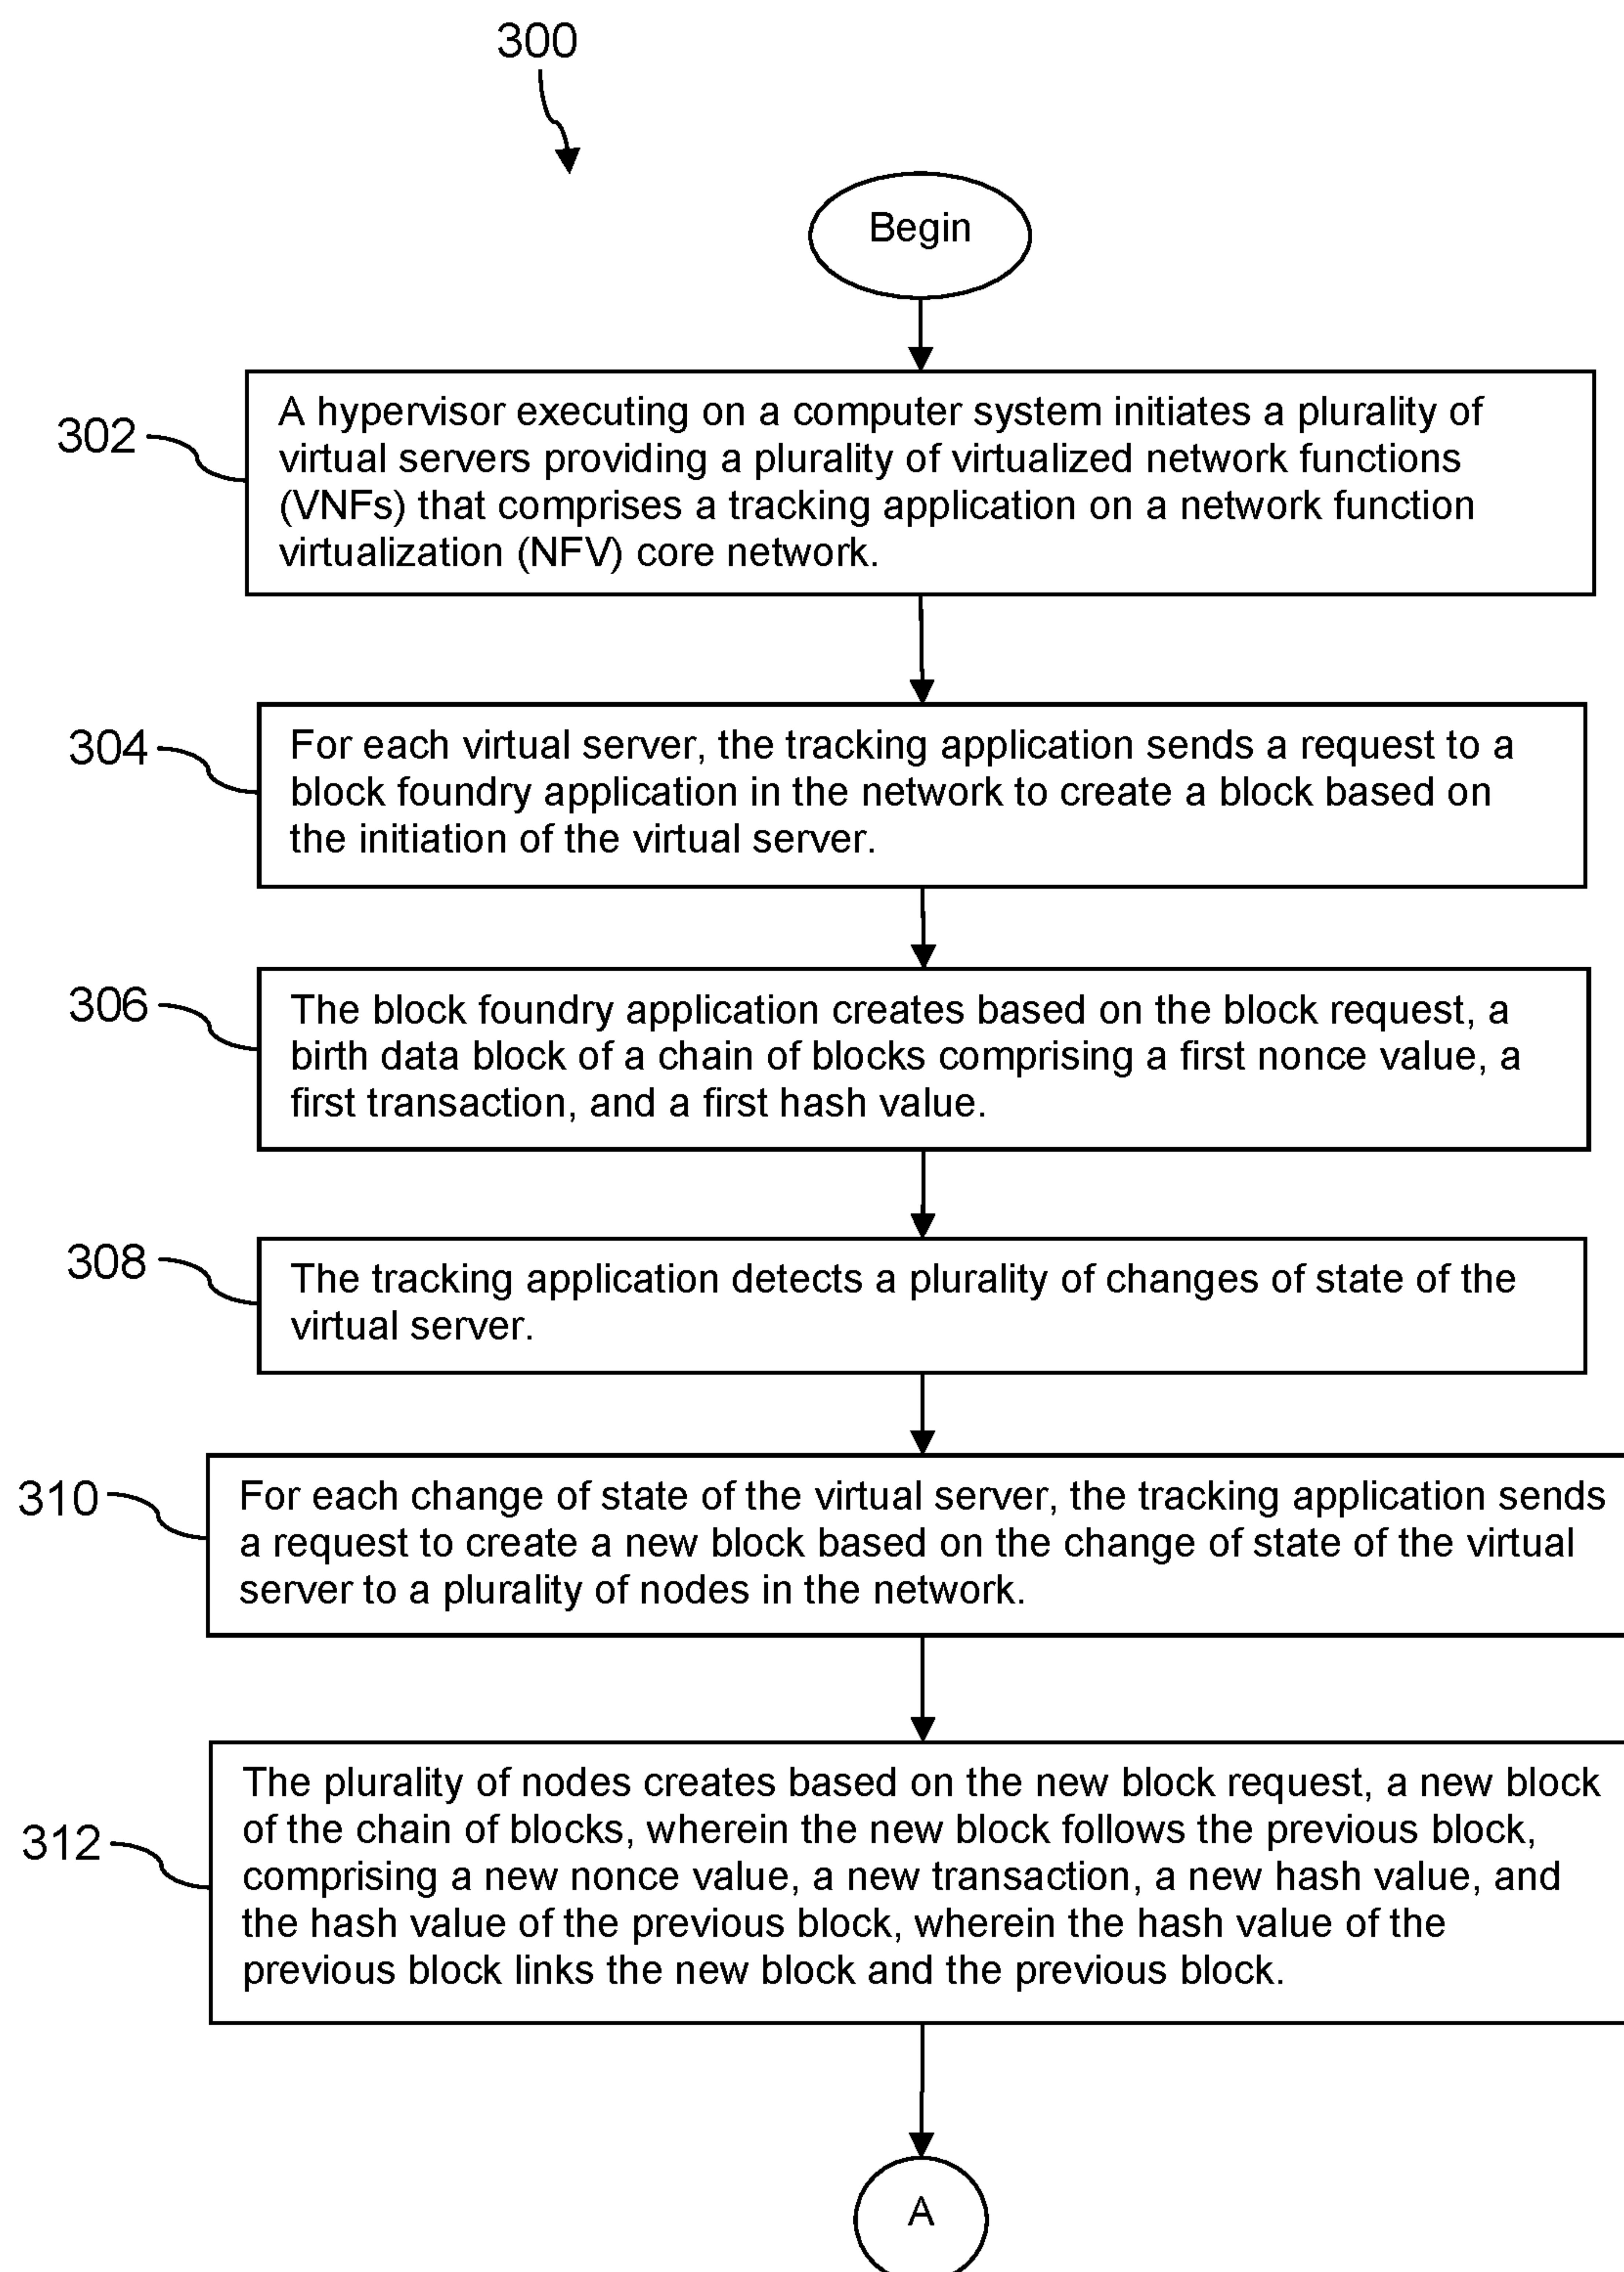 300
Begin
302
A hypervisor executing on a computer system initiates a plurality of
virtual servers providing a plurality of virtualized network functions
(VNFs) that comprises a tracking application on a network function
virtualization (NFV) core network.
304
For each virtual server, the tracking application sends a request to a
block foundry application in the network to create a block based on
the initiation of the virtual server.
306
The block foundry application creates based on the block request, a
birth data block of a chain of blocks comprising a first nonce value, a
first transaction, and a first hash value.
308
The tracking application detects a plurality of changes of state of the
virtual server.
310
For each change of state of the virtual server, the tracking application sends
a request to create a new block based on the change of state of the virtual
server to a plurality of nodes in the network.
312
The plurality of nodes creates based on the new block request, a new block
of the chain of blocks, wherein the new block follows the previous block,
comprising a new nonce value, a new transaction, a new hash value, and
the hash value of the previous block, wherein the hash value of the
previous block links the new block and the previous block.
A